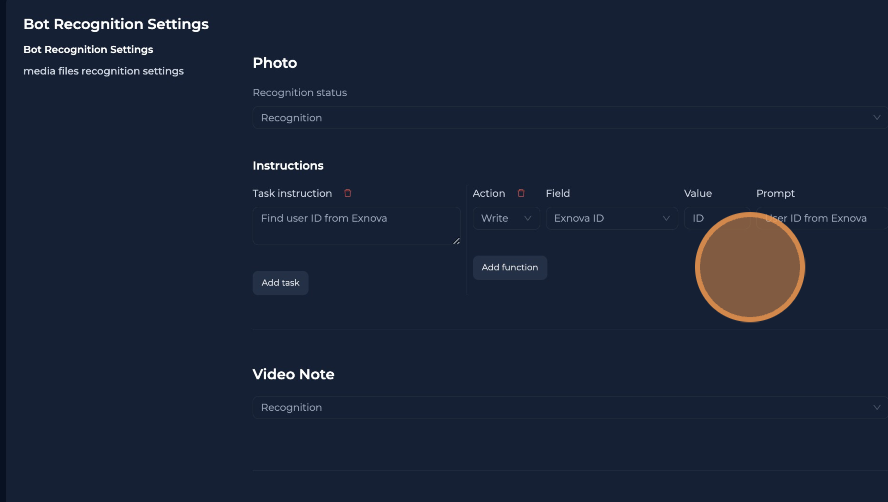 Bot Recognition Settings
Bot Recognition Settings
media files recognition settings
Photo
Recognition status
Recognition
Instructions
Task instruction
Action
Field
Value
Prompt
Find user ID from Exnova
Write
Exnova ID
ID
User ID from Exnova
Add function
Add task
Video Note
Recognition